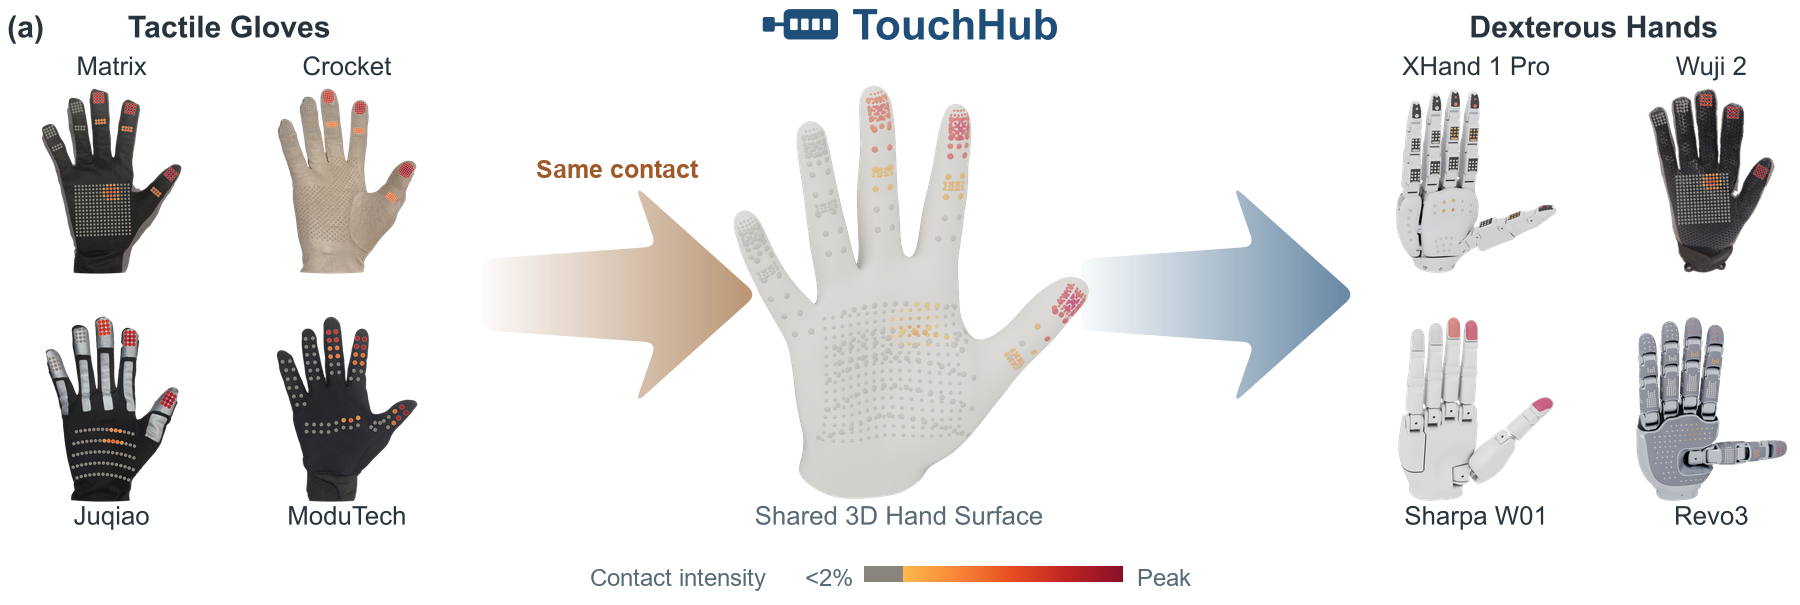 (a)
Tactile Gloves
TouchHub
Dexterous Hands
Matrix
Crocket
XHand 1 Pro
Wuji 2
Same contact
Juqiao
ModuTech
Shared 3D Hand Surface
Sharpa W01
Revo3
Contact intensity
<2%
Peak